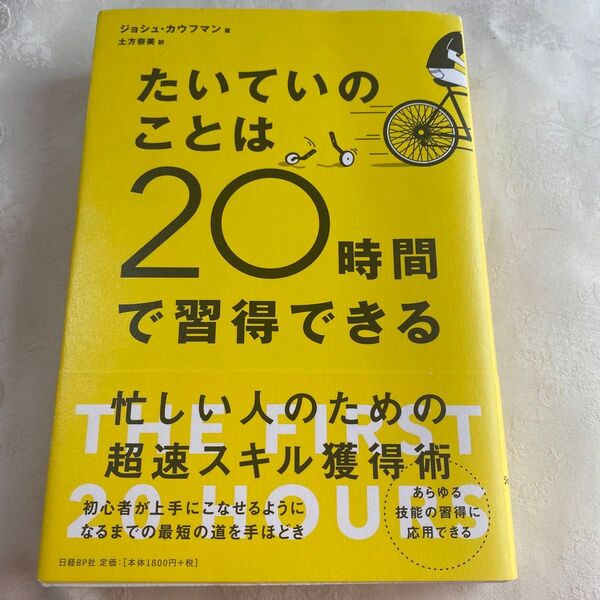 ジョシュ・カウフマン 著
土方奈美 訳
たいていの
ことは
20時間
で習得できる
忙しい人のための
超速スキル獲得術
THE FIRST
20 HOURS
初心者が上手にこなせるように
なるまでの最短の道を手ほどき
あらゆる
技能の習得に
応用できる
日経BP社 定価:[本体1800円+税]